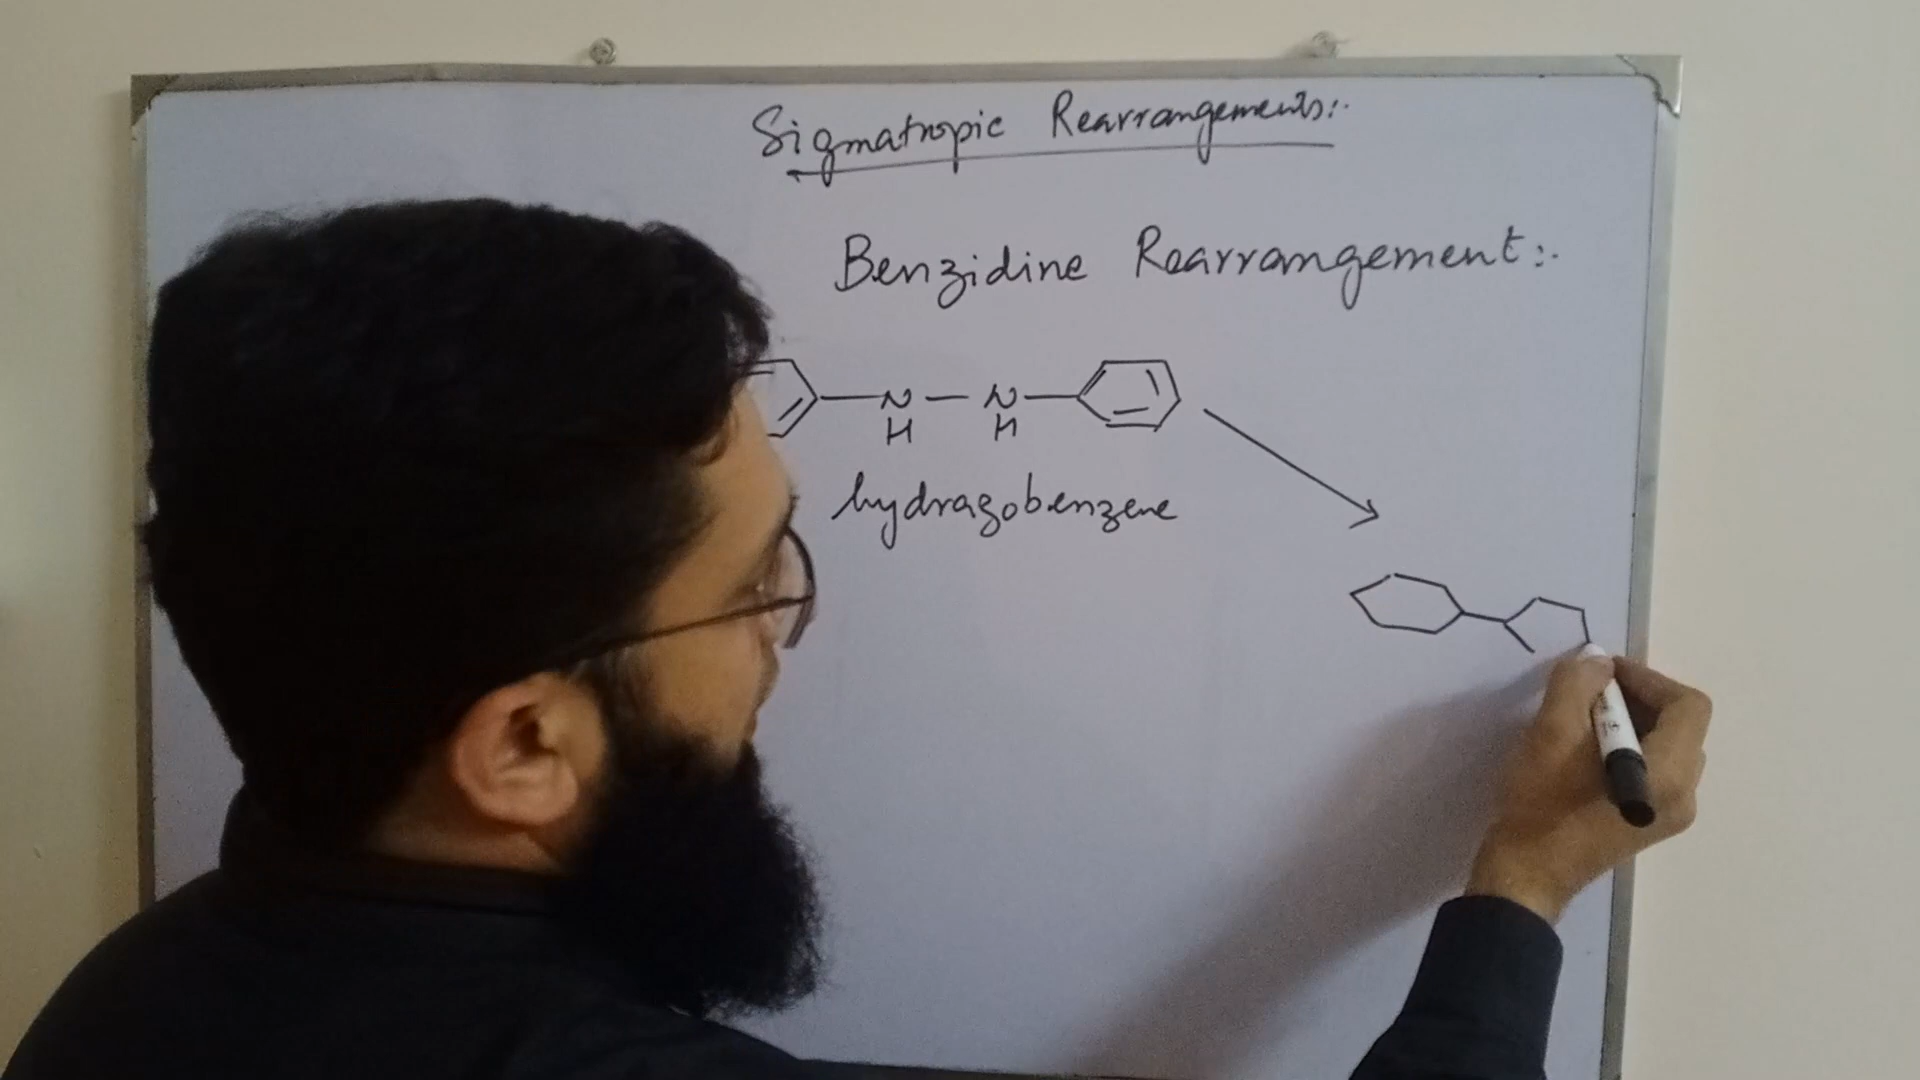 Sigmatropic Rearrangements:-
Benzidine Rearrangement:-
N — N
H H
hydrazobenzene